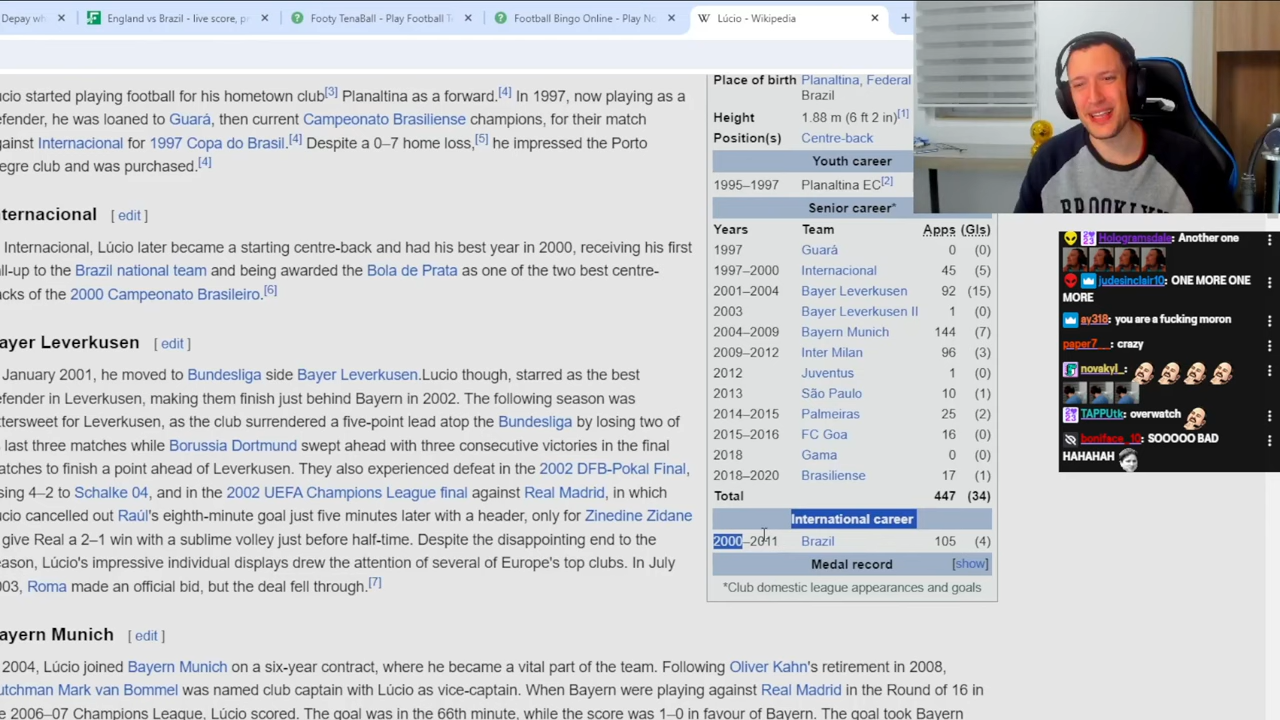 Depay w
England vs Brazil - live score, pr
Footy TenaBall - Play Football T
Football Bingo Online - Play No
Lúcio - Wikipedia
úcio started playing football for his hometown club[3] Planaltina as a forward.[4] In 1997, now playing as a
efender, he was loaned to Guará, then current Campeonato Brasiliense champions, for their match
gainst Internacional for 1997 Copa do Brasil.[4] Despite a 0–7 home loss,[5] he impressed the Porto
legre club and was purchased.[4]
nternacional [ edit ]
Internacional, Lúcio later became a starting centre-back and had his best year in 2000, receiving his first
all-up to the Brazil national team and being awarded the Bola de Prata as one of the two best centre-
acks of the 2000 Campeonato Brasileiro.[6]
ayer Leverkusen [ edit ]
January 2001, he moved to Bundesliga side Bayer Leverkusen.Lucio though, starred as the best
efender in Leverkusen, making them finish just behind Bayern in 2002. The following season was
ttersweet for Leverkusen, as the club surrendered a five-point lead atop the Bundesliga by losing two of
s last three matches while Borussia Dortmund swept ahead with three consecutive victories in the final
atches to finish a point ahead of Leverkusen. They also experienced defeat in the 2002 DFB-Pokal Final,
sing 4–2 to Schalke 04, and in the 2002 UEFA Champions League final against Real Madrid, in which
úcio cancelled out Raúl's eighth-minute goal just five minutes later with a header, only for Zinedine Zidane
give Real a 2–1 win with a sublime volley just before half-time. Despite the disappointing end to the
eason, Lúcio's impressive individual displays drew the attention of several of Europe's top clubs. In July
003, Roma made an official bid, but the deal fell through.[7]
ayern Munich [ edit ]
2004, Lúcio joined Bayern Munich on a six-year contract, where he became a vital part of the team. Following Oliver Kahn's retirement in 2008,
utchman Mark van Bommel was named club captain with Lúcio as vice-captain. When Bayern were playing against Real Madrid in the Round of 16 in
e 2006–07 Champions League, Lúcio scored. The goal was in the 66th minute, while the score was 1–0 in favour of Bayern. The goal took Bayern
Place of birth Planaltina, Federal
Brazil
Height 1.88 m (6 ft 2 in)[1]
Position(s) Centre-back
Youth career
1995–1997 Planaltina EC[2]
Senior career*
Years Team Apps (Gls)
1997 Guará 0 (0)
1997–2000 Internacional 45 (5)
2001–2004 Bayer Leverkusen 92 (15)
2003 Bayer Leverkusen II 1 (0)
2004–2009 Bayern Munich 144 (7)
2009–2012 Inter Milan 96 (3)
2012 Juventus 1 (0)
2013 São Paulo 10 (1)
2014–2015 Palmeiras 25 (2)
2015–2016 FC Goa 16 (0)
2018 Gama 0 (0)
2018–2020 Brasiliense 17 (1)
Total 447 (34)
International career
2000–2011 Brazil 105 (4)
Medal record [show]
*Club domestic league appearances and goals
BROOKLYN
Hologramsdale: Another one
judesinclair10: ONE MORE ONE
MORE
ay318: you are a fucking moron
paper7__: crazy
novakyl_:
TAPPUtk: overwatch
boniface_10: SOOOOO BAD
HAHAHAH